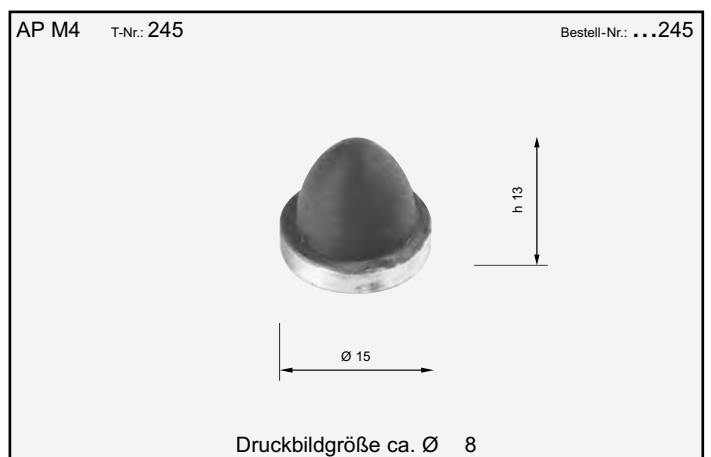 AP M4 T-Nr.: 245 Bestell-Nr.: ...245
h 13
Ø 15
Druckbildgröße ca. Ø 8